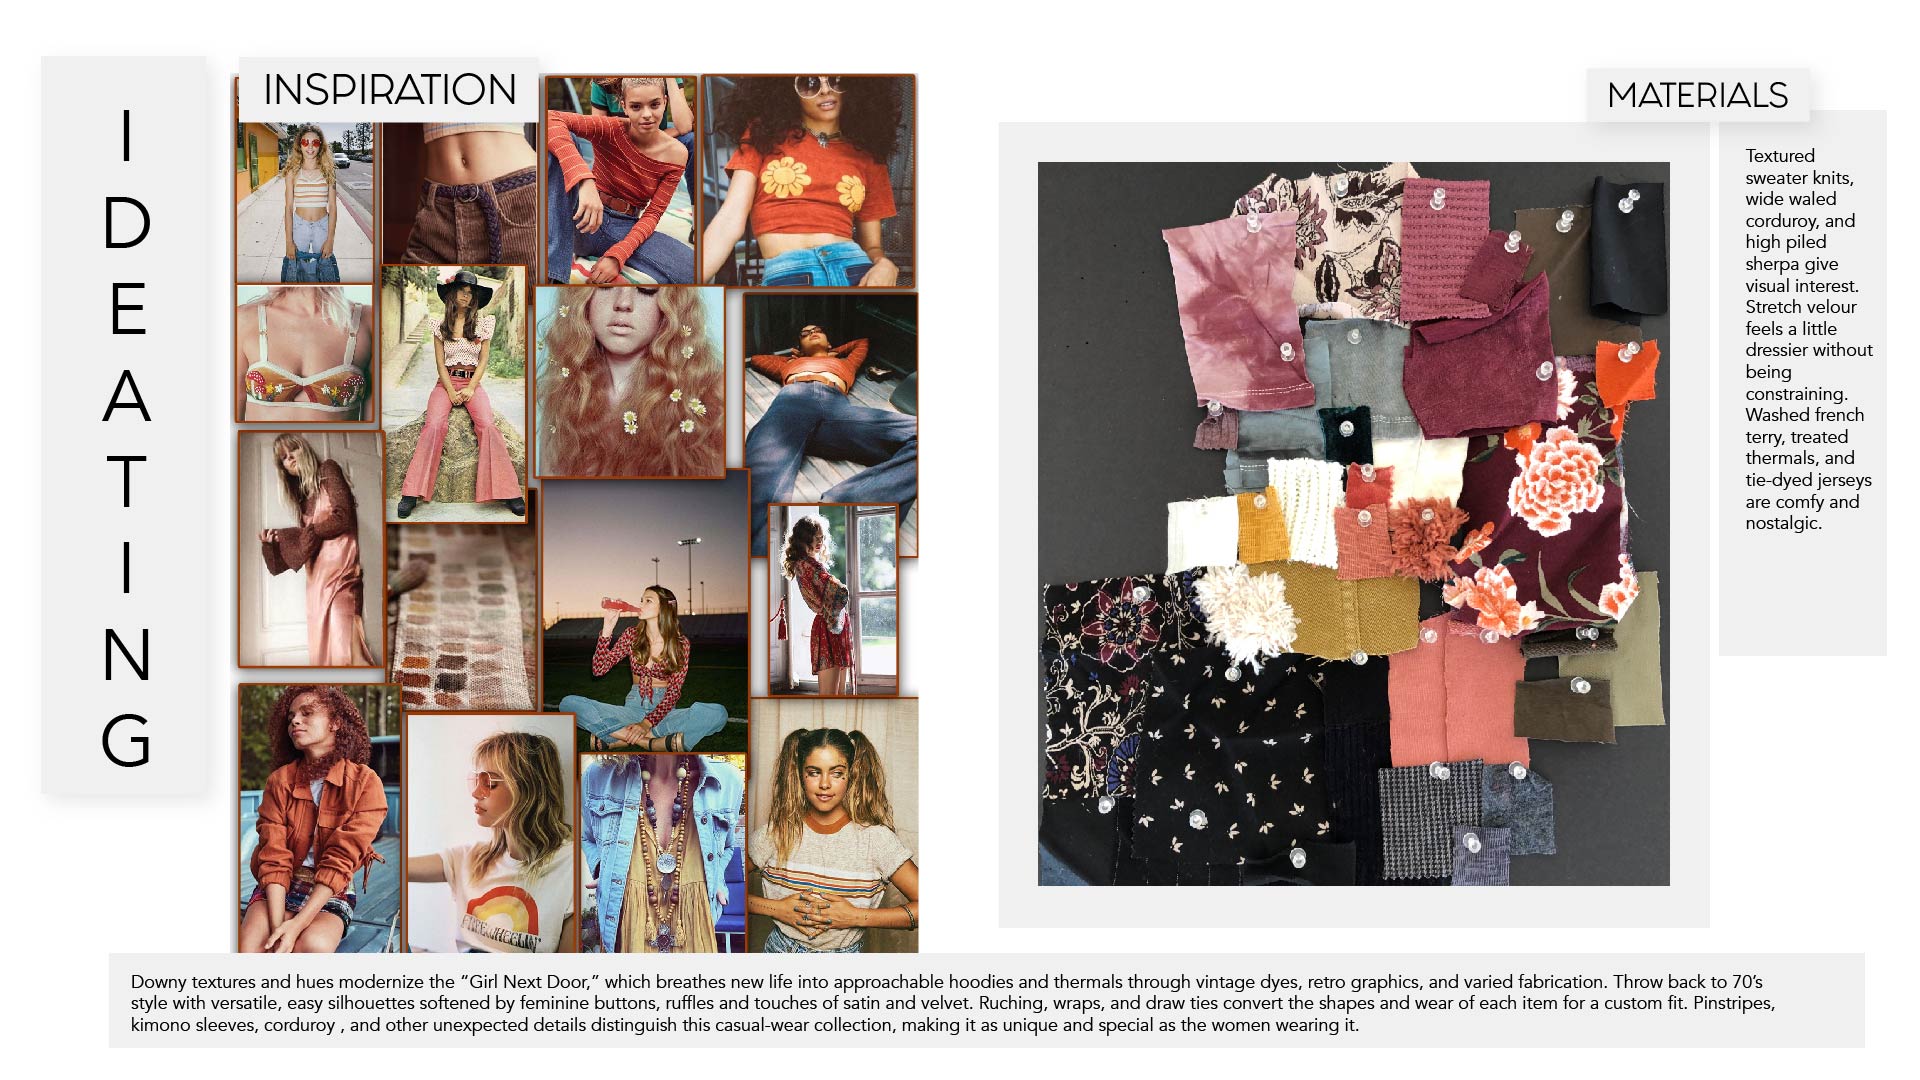 IDEATING
INSPIRATION
MATERIALS
Textured
sweater knits,
wide waled
corduroy, and
high piled
sherpa give
visual interest.
Stretch velour
feels a little
dressier without
being
constraining.
Washed french
terry, treated
thermals, and
tie-dyed jerseys
are comfy and
nostalgic.
FREEWHEELIN'
Downy textures and hues modernize the “Girl Next Door,” which breathes new life into approachable hoodies and thermals through vintage dyes, retro graphics, and varied fabrication. Throw back to 70’s
style with versatile, easy silhouettes softened by feminine buttons, ruffles and touches of satin and velvet. Ruching, wraps, and draw ties convert the shapes and wear of each item for a custom fit. Pinstripes,
kimono sleeves, corduroy , and other unexpected details distinguish this casual-wear collection, making it as unique and special as the women wearing it.